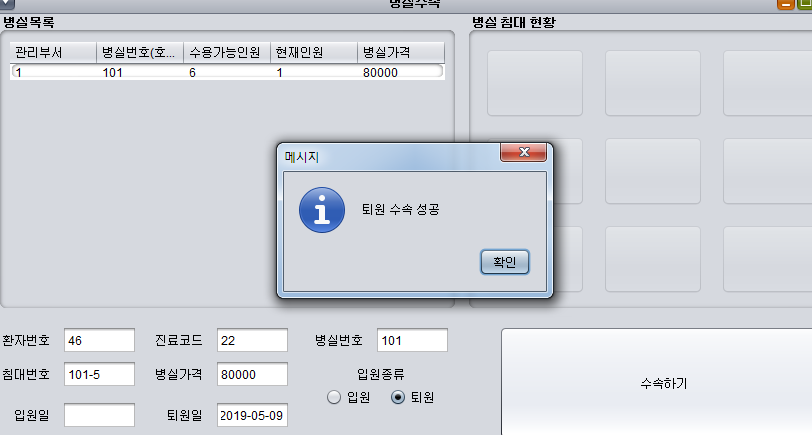 병실수속
병실목록
병실 침대 현황
관리부서 병실번호(호... 수용가능인원 현재인원 병실가격
1 101 6 1 80000
메시지
퇴원 수속 성공
확인
환자번호 46 진료코드 22 병실번호 101
침대번호 101-5 병실가격 80000 입원종류
입원 퇴원
입원일 퇴원일 2019-05-09
수속하기